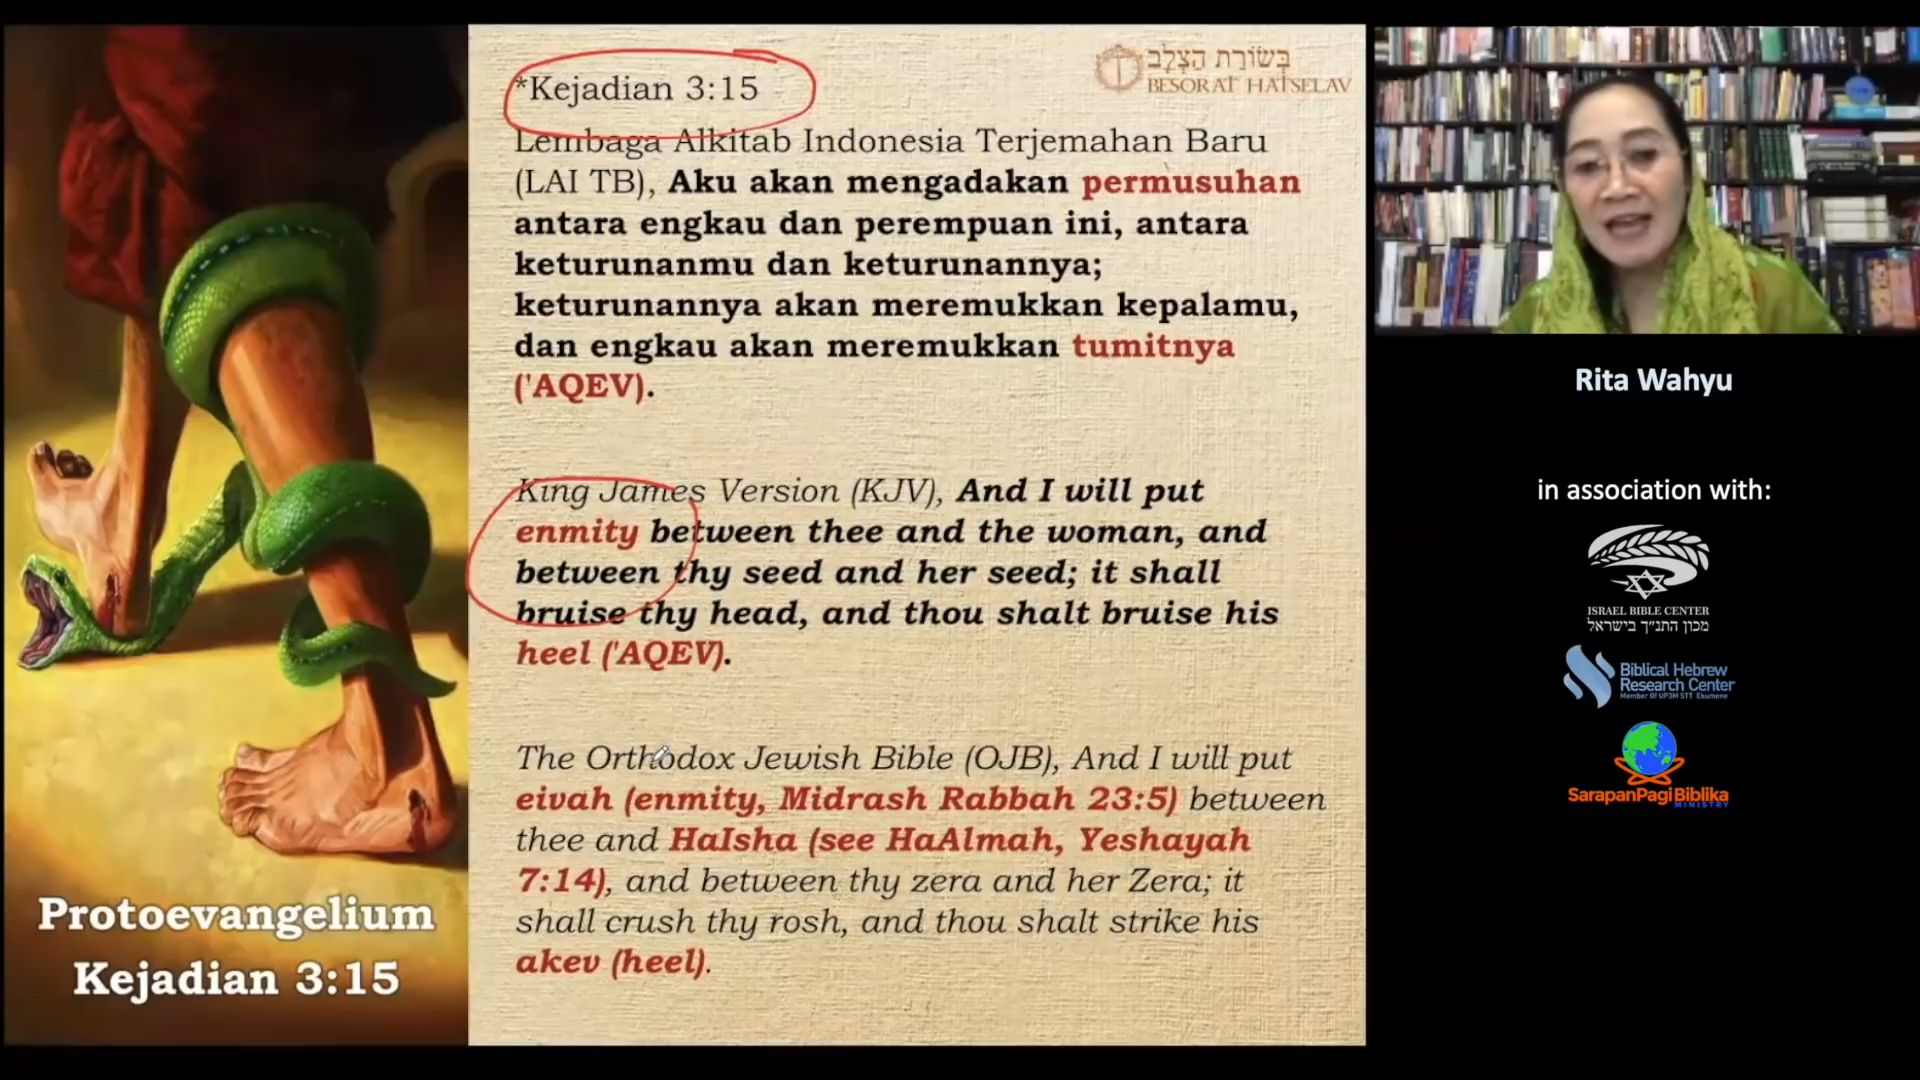 *Kejadian 3:15
Lembaga Alkitab Indonesia Terjemahan Baru
(LAI TB), Aku akan mengadakan permusuhan
antara engkau dan perempuan ini, antara
keturunanmu dan keturunannya;
keturunannya akan meremukkan kepalamu,
dan engkau akan meremukkan tumitnya
('AQEV).
King James Version (KJV), And I will put
enmity between thee and the woman, and
between thy seed and her seed; it shall
bruise thy head, and thou shalt bruise his
heel ('AQEV).
The Orthodox Jewish Bible (OJB), And I will put
eivah (enmity, Midrash Rabbah 23:5) between
thee and HaIsha (see HaAlmah, Yeshayah
7:14), and between thy zera and her Zera; it
shall crush thy rosh, and thou shalt strike his
akev (heel).
Protoevangelium
Kejadian 3:15
בְּשׂוֹרַת הַצְּלָב
BESORAT HATSELAV
Rita Wahyu
in association with:
ISRAEL BIBLE CENTER
מכון התנ״ך בישראל
Biblical Hebrew
Research Center
Member Of UP3M STT Ekumene
SarapanPagiBiblika
MINISTRY